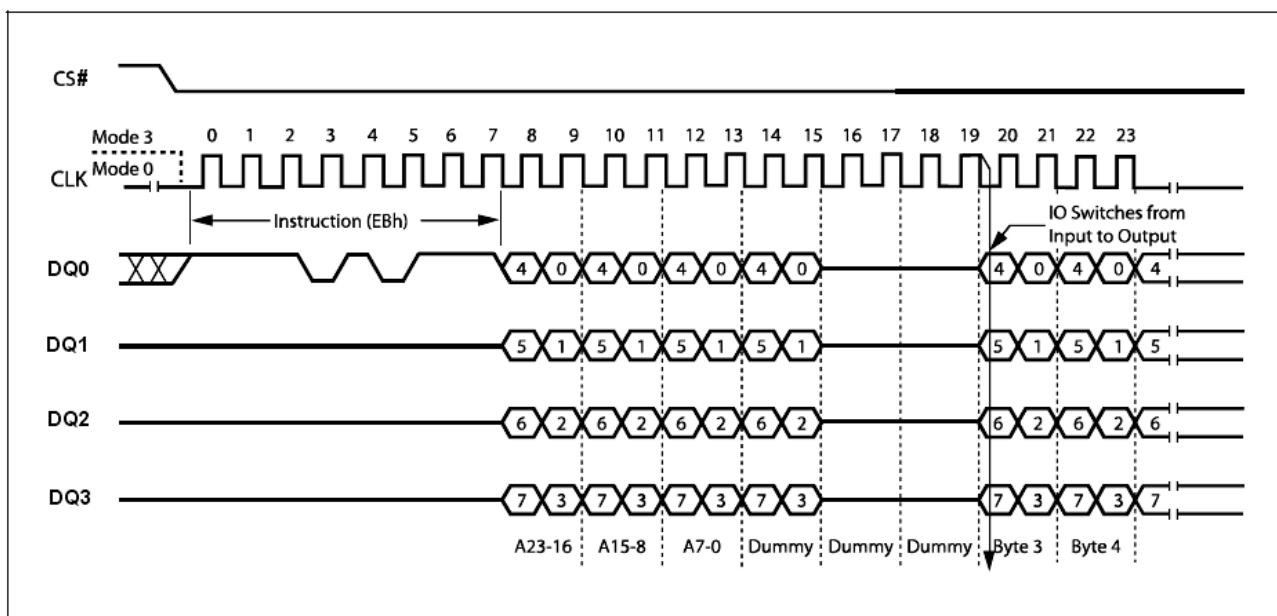 CS#
Mode 3
0 1 2 3 4 5 6 7 8 9 10 11 12 13 14 15 16 17 18 19 20 21 22 23
CLK Mode 0
Instruction (EBh)
IO Switches from
Input to Output
DQ0 4 0 4 0 4 0 4 0 4 0 4 0 4
DQ1 5 1 5 1 5 1 5 1 5 1 5 1 5
DQ2 6 2 6 2 6 2 6 2 6 2 6 2 6
DQ3 7 3 7 3 7 3 7 3 7 3 7 3 7
A23-16 A15-8 A7-0 Dummy Dummy Dummy Byte 3 Byte 4